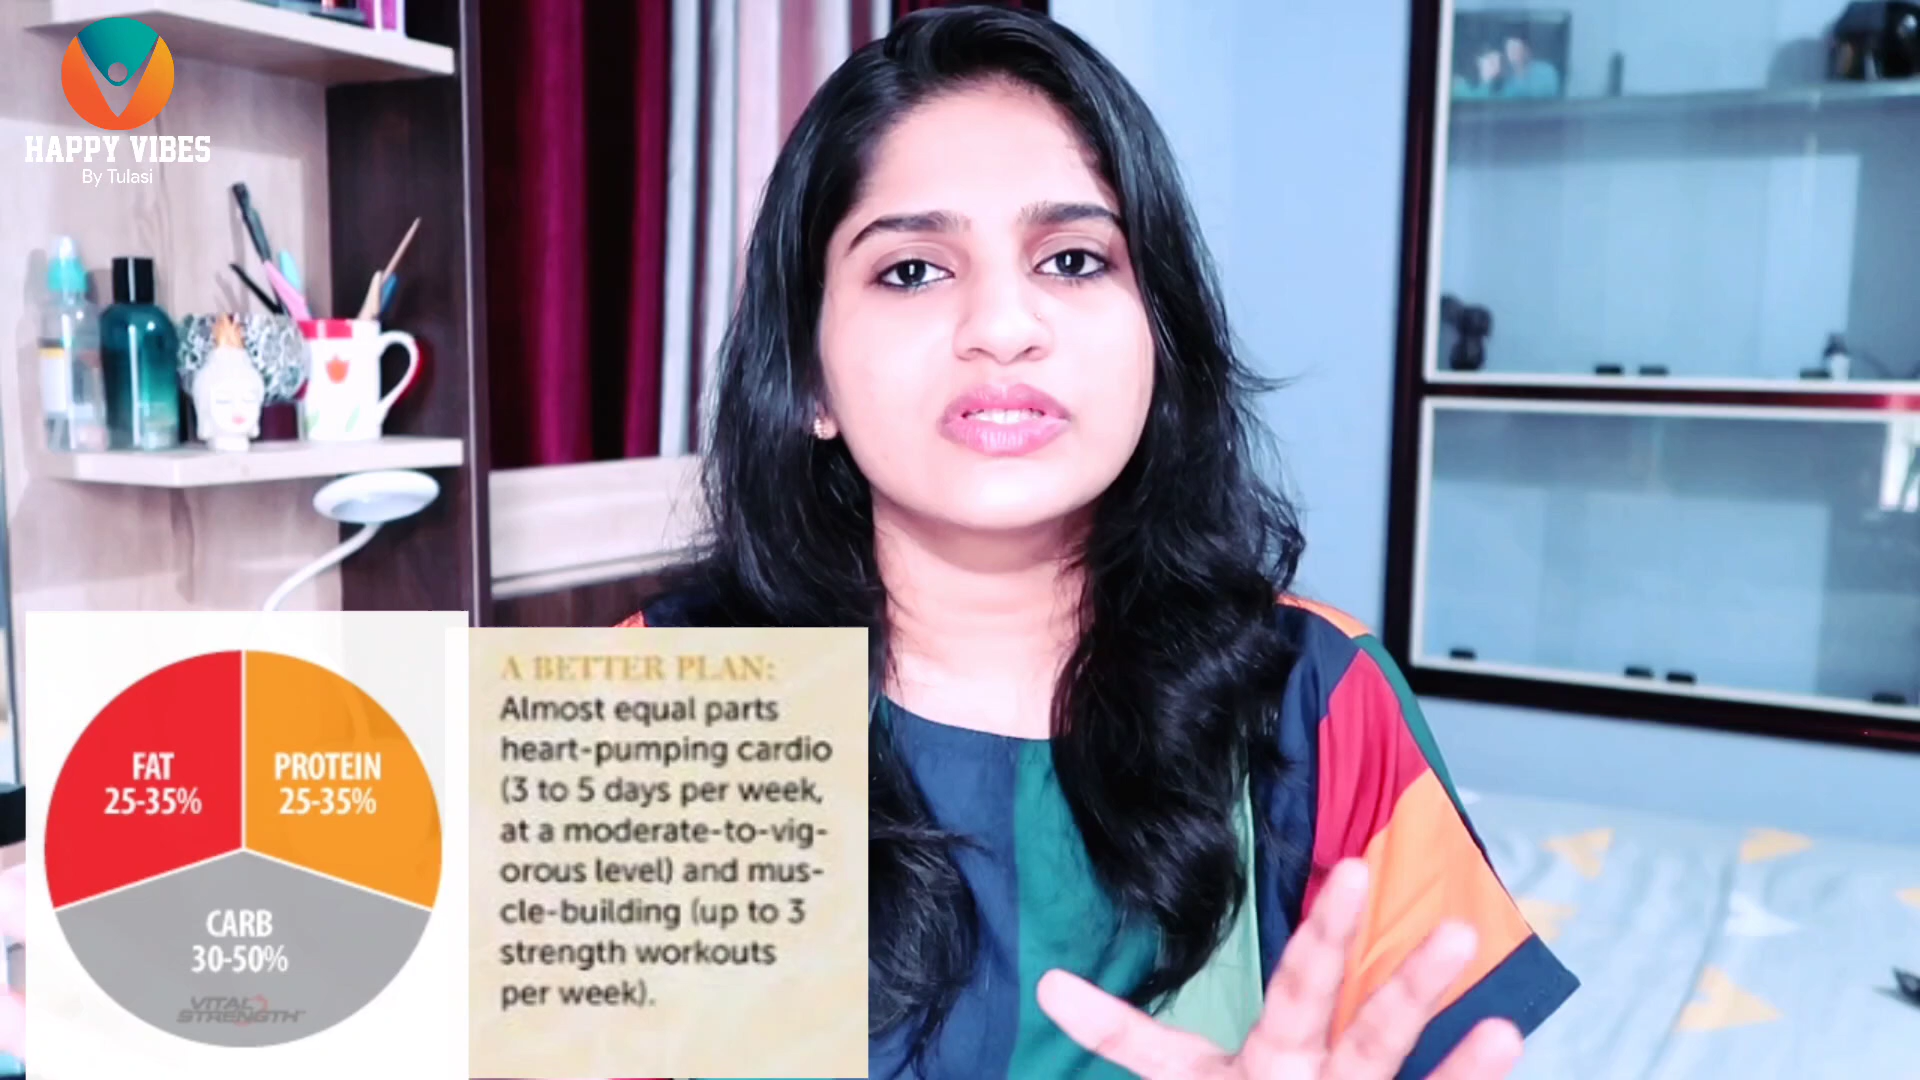 HAPPY VIBES
By Tulasi
FAT
25-35%
PROTEIN
25-35%
CARB
30-50%
VITAL
STRENGTH
A BETTER PLAN:
Almost equal parts
heart-pumping cardio
(3 to 5 days per week,
at a moderate-to-vig-
orous level) and mus-
cle-building (up to 3
strength workouts
per week).